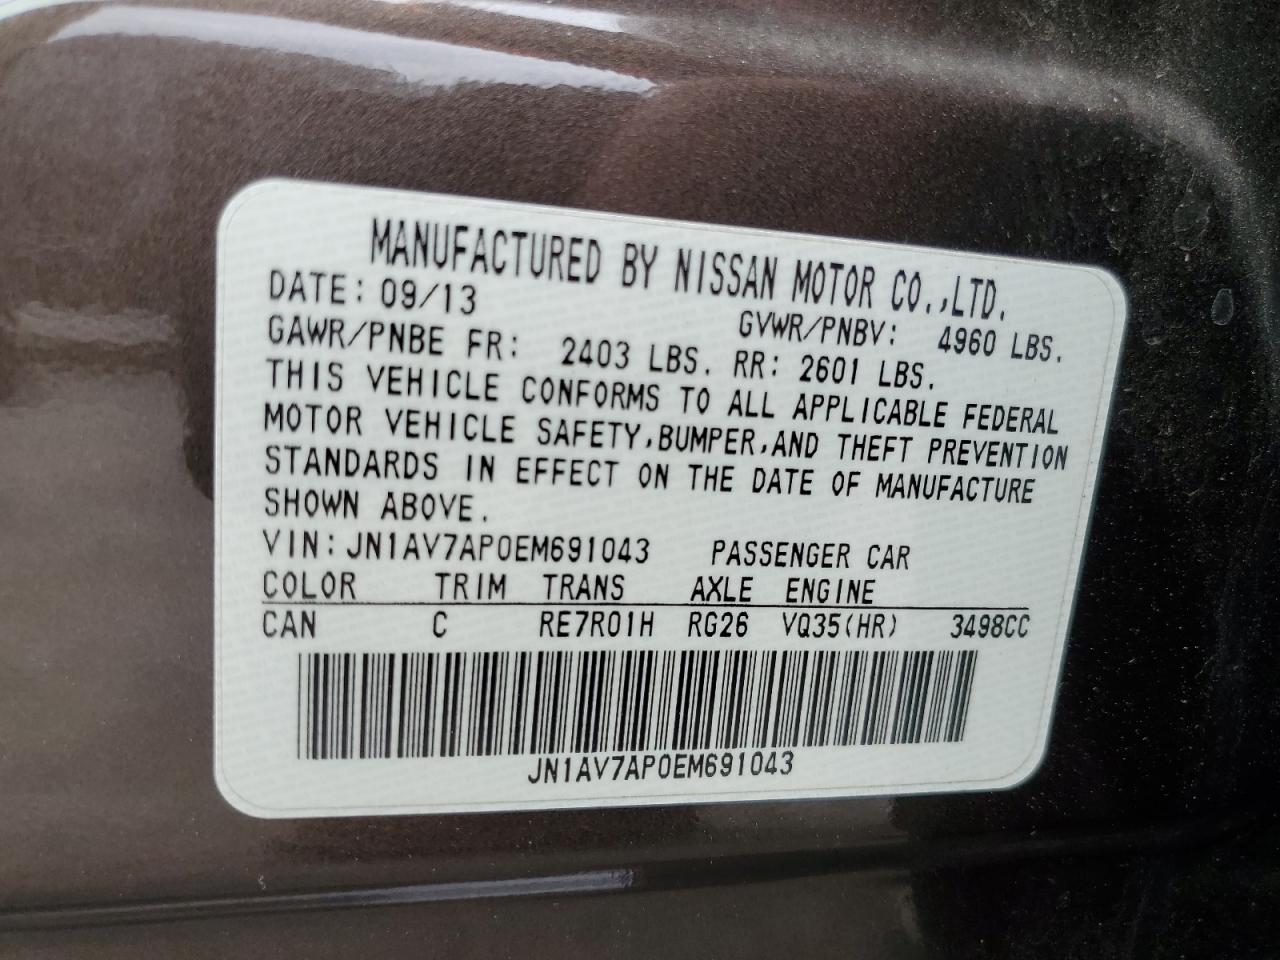 MANUFACTURED BY NISSAN MOTOR CO.,LTD.
DATE: 09/13 GVWR/PNBV: 4960 LBS.
GAWR/PNBE FR: 2403 LBS. RR: 2601 LBS.
THIS VEHICLE CONFORMS TO ALL APPLICABLE FEDERAL
MOTOR VEHICLE SAFETY,BUMPER,AND THEFT PREVENTION
STANDARDS IN EFFECT ON THE DATE OF MANUFACTURE
SHOWN ABOVE.
VIN: JN1AV7AP0EM691043 PASSENGER CAR
COLOR TRIM TRANS AXLE ENGINE
CAN C RE7R01H RG26 VQ35(HR) 3498CC
JN1AV7AP0EM691043